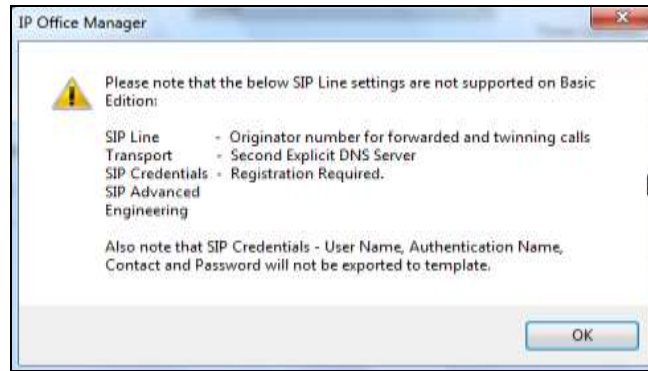 IP Office Manager
Please note that the below SIP Line settings are not supported on Basic
Edition:
SIP Line - Originator number for forwarded and twinning calls
Transport - Second Explicit DNS Server
SIP Credentials - Registration Required.
SIP Advanced
Engineering
Also note that SIP Credentials - User Name, Authentication Name,
Contact and Password will not be exported to template.
OK